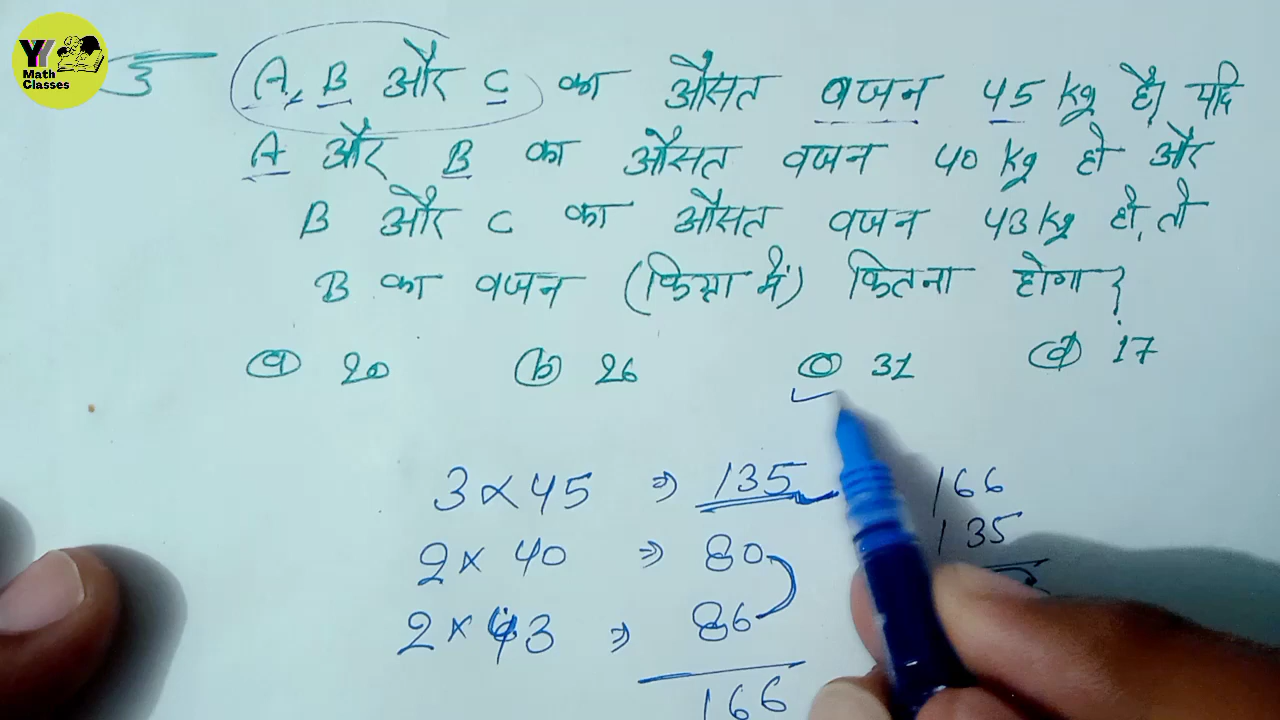 Math
Classes
3 A, B और C का औसत वजन 45 kg है। यदि
A और B का औसत वजन 40 kg हो और
B और C का औसत वजन 43 kg हो, तो
B का वजन (किग्रा में) कितना होगा?
(a) 20 (b) 26 (c) 31 (d) 17
3 × 45 ⇒ 135
166
2 × 40 ⇒ 80
135
2 × 43 ⇒ 86
166